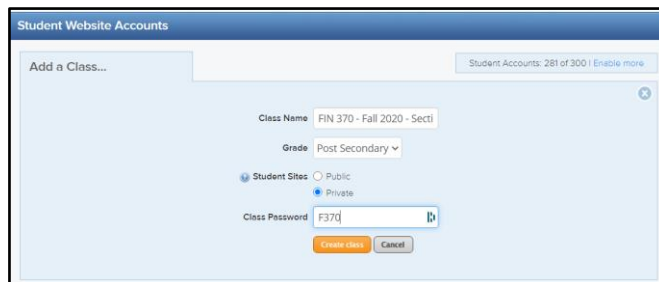 Student Website Accounts
Add a Class...
Student Accounts: 281 of 300 | Enable more
Class Name FIN 370 - Fall 2020 - Secti
Grade Post Secondary
Student Sites Public
Private
Class Password F370
Create class Cancel